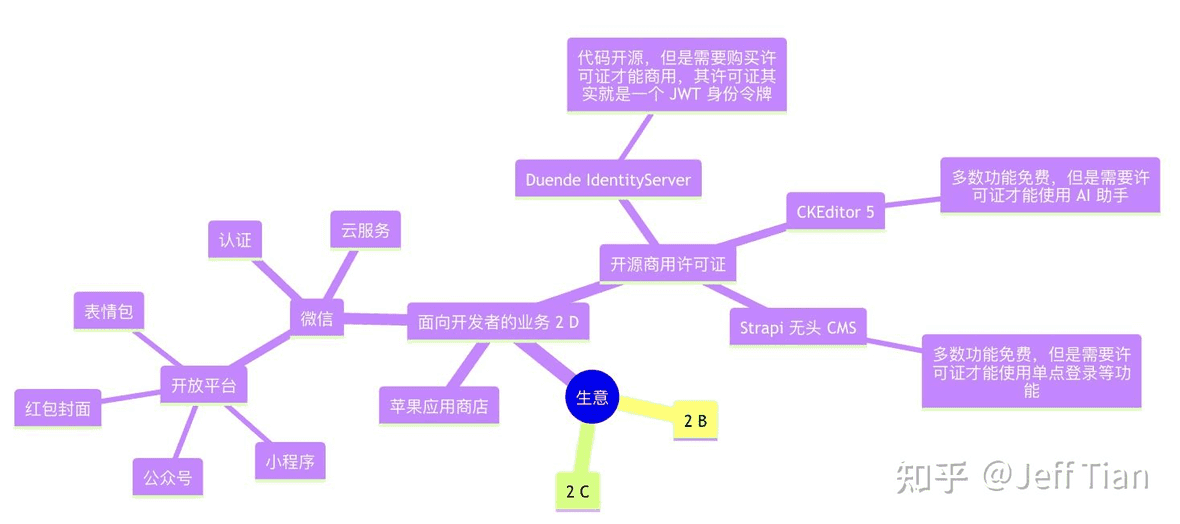 代码开源，但是需要购买许
可证才能商用，其许可证其
实就是一个 JWT 身份令牌
Duende IdentityServer
多数功能免费，但是需要许
可证才能使用 AI 助手
CKEditor 5
云服务
认证
开源商用许可证
表情包
微信
面向开发者的业务 2 D
Strapi 无头 CMS
多数功能免费，但是需要许
可证才能使用单点登录等功
能
开放平台
红包封面
苹果应用商店
生意
2 B
公众号
小程序
2 C
知乎 @Jeff Tian